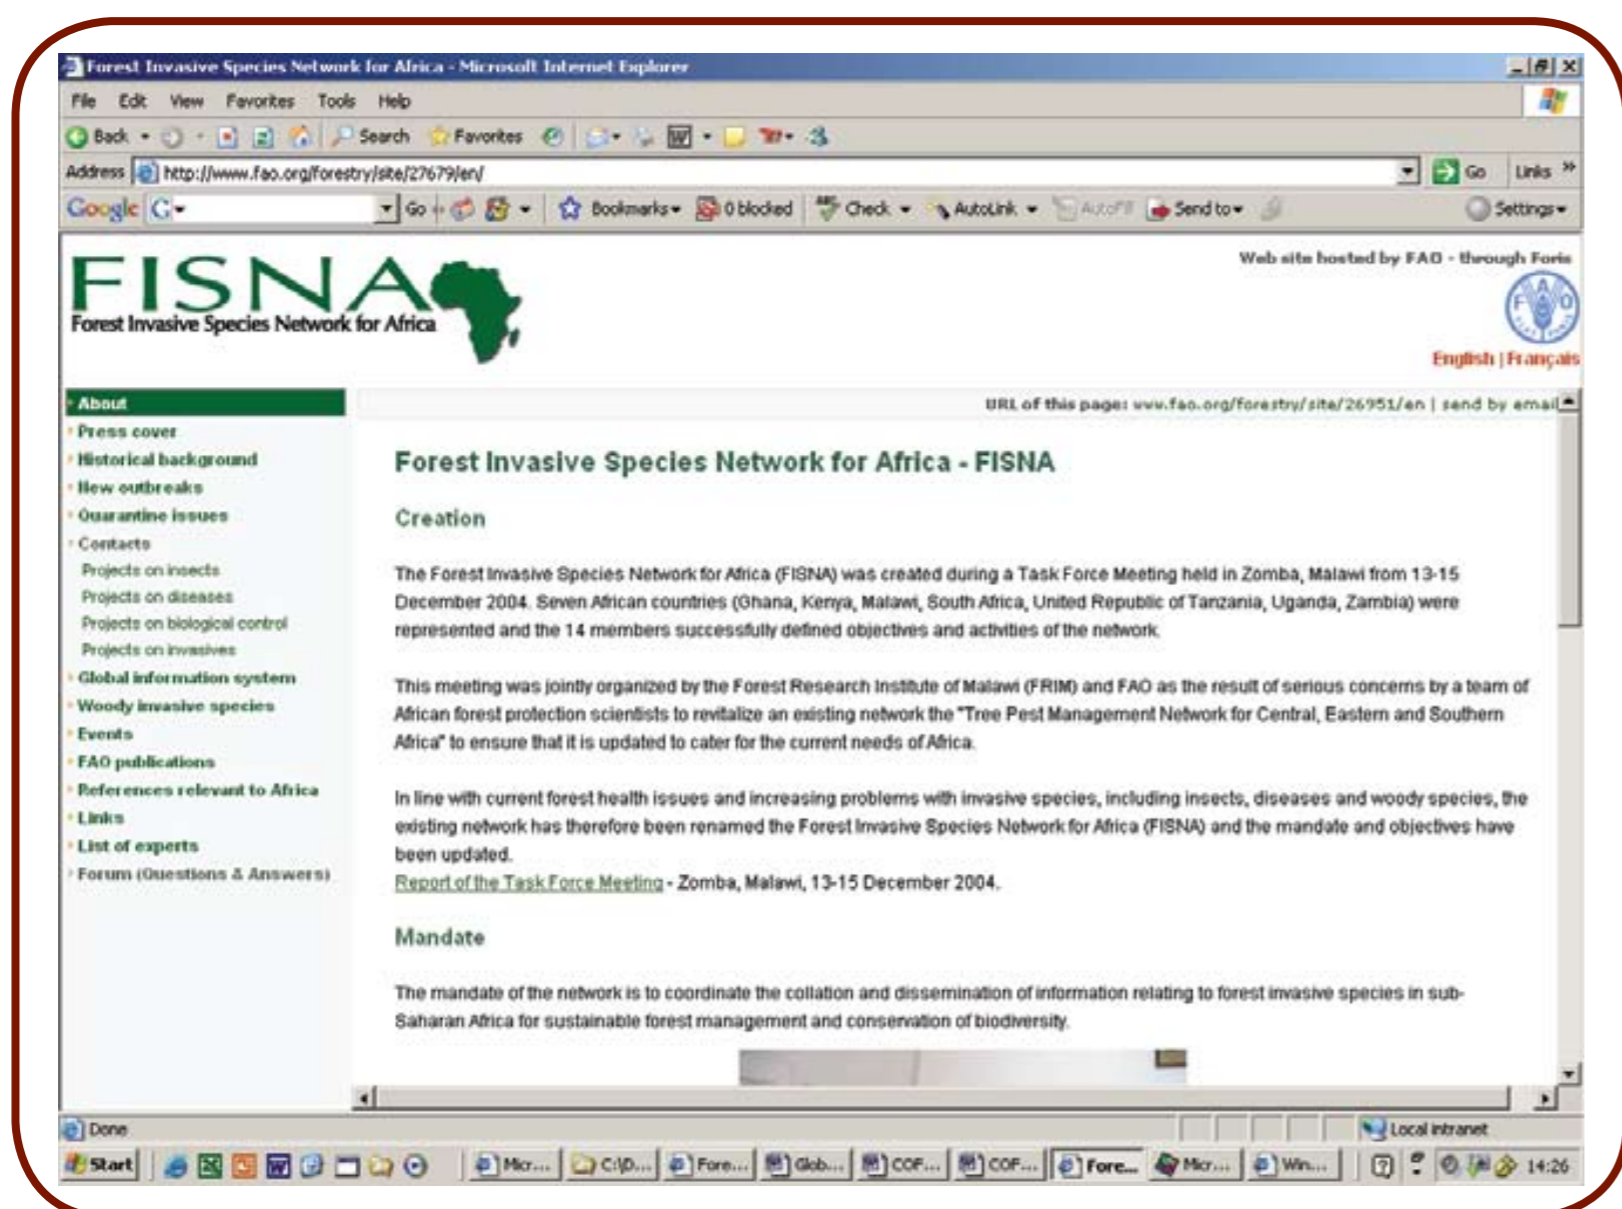 Forest Invasive Species Network for Africa - Microsoft Internet Explorer
File Edit View Favorites Tools Help
Back Search Favorites
Address http://www.fao.org/forestry/site/27679/en/ Go Links »
Google G Go Bookmarks 0 blocked Check AutoLink AutoFill Send to Settings
Web site hosted by FAO - through Foris
FISNA
Forest Invasive Species Network for Africa
English | Français
About
Press cover
Historical background
New outbreaks
Quarantine issues
Contacts
Projects on insects
Projects on diseases
Projects on biological control
Projects on invasives
Global information system
Woody invasive species
Events
FAO publications
References relevant to Africa
Links
List of experts
Forum (Questions & Answers)
URL of this page: www.fao.org/forestry/site/26951/en | send by email
Forest Invasive Species Network for Africa - FISNA
Creation
The Forest Invasive Species Network for Africa (FISNA) was created during a Task Force Meeting held in Zomba, Malawi from 13-15
December 2004. Seven African countries (Ghana, Kenya, Malawi, South Africa, United Republic of Tanzania, Uganda, Zambia) were
represented and the 14 members successfully defined objectives and activities of the network.
This meeting was jointly organized by the Forest Research Institute of Malawi (FRIM) and FAO as the result of serious concerns by a team of
African forest protection scientists to revitalize an existing network the "Tree Pest Management Network for Central, Eastern and Southern
Africa" to ensure that it is updated to cater for the current needs of Africa.
In line with current forest health issues and increasing problems with invasive species, including insects, diseases and woody species, the
existing network has therefore been renamed the Forest Invasive Species Network for Africa (FISNA) and the mandate and objectives have
been updated.
Report of the Task Force Meeting - Zomba, Malawi, 13-15 December 2004.
Mandate
The mandate of the network is to coordinate the collation and dissemination of information relating to forest invasive species in sub-
Saharan Africa for sustainable forest management and conservation of biodiversity.
Done Local intranet
Start Micr... C:\D... Fore... Glob... COF... COF... Fore... Micr... Win... 14:26